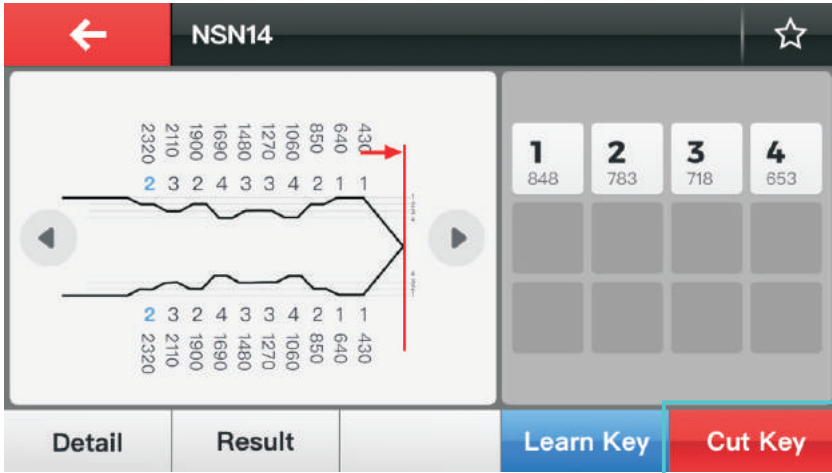 NSN14
2320 2110 1900 1690 1480 1270 1060 850 640 430
2 3 2 4 3 3 4 2 1 1
2 3 2 4 3 3 4 2 1 1
2320 2110 1900 1690 1480 1270 1060 850 640 430
1 2 3 4
848 783 718 653
Detail Result Learn Key Cut Key